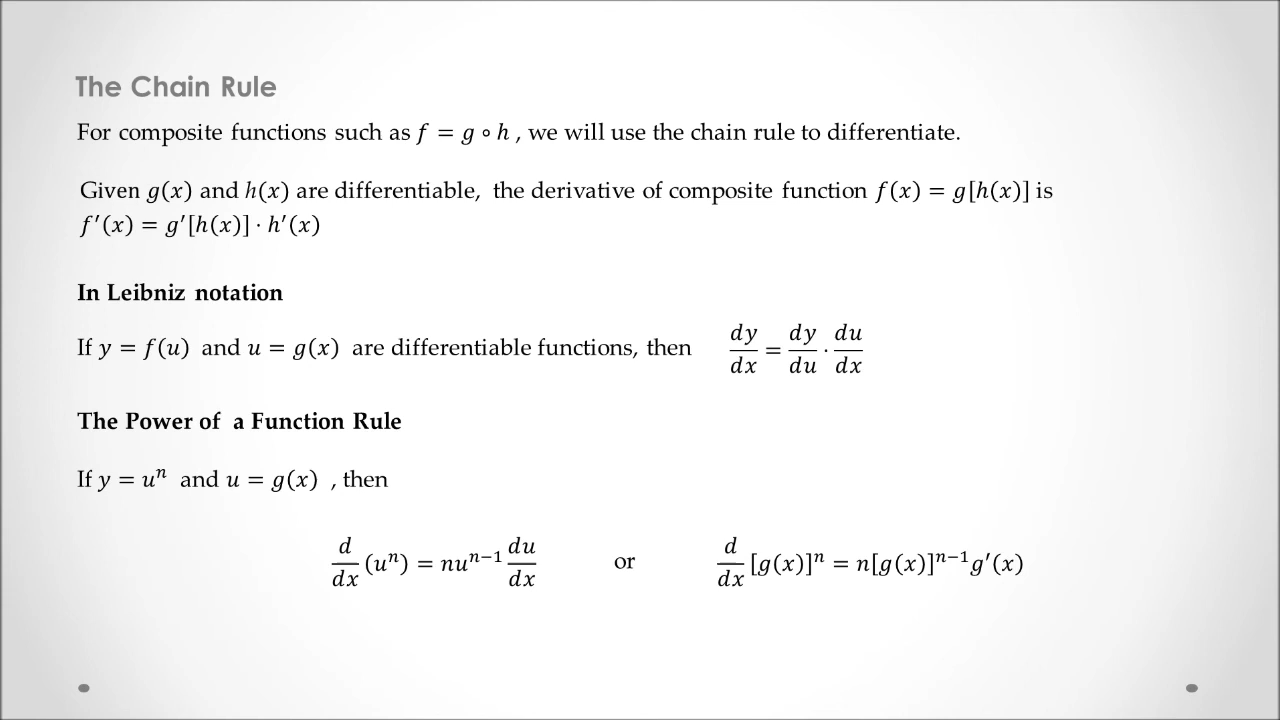 The Chain Rule
For composite functions such as 𝑓 = 𝑔 ∘ ℎ , we will use the chain rule to differentiate.
Given 𝑔(𝑥) and ℎ(𝑥) are differentiable, the derivative of composite function 𝑓(𝑥) = 𝑔[ℎ(𝑥)] is
𝑓′(𝑥) = 𝑔′[ℎ(𝑥)] · ℎ′(𝑥)
In Leibniz notation
If 𝑦 = 𝑓(𝑢) and 𝑢 = 𝑔(𝑥) are differentiable functions, then dy/dx = dy/du · du/dx
The Power of a Function Rule
If 𝑦 = 𝑢ⁿ and 𝑢 = 𝑔(𝑥) , then
d/dx (uⁿ) = nuⁿ⁻¹ du/dx or d/dx [g(x)]ⁿ = n[g(x)]ⁿ⁻¹g′(x)